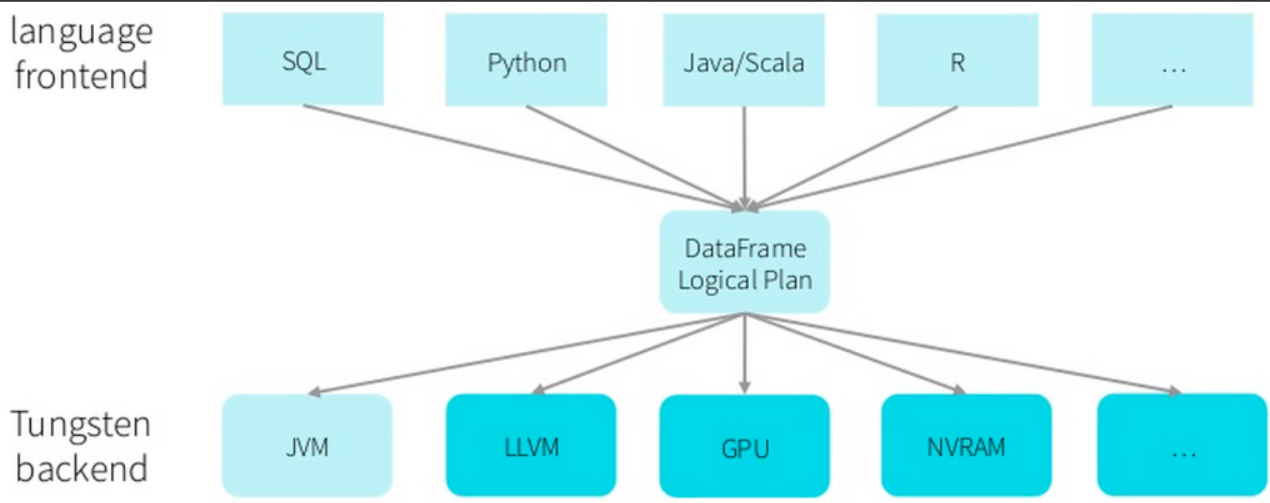 language
frontend
SQL
Python
Java/Scala
R
...
DataFrame
Logical Plan
Tungsten
backend
JVM
LLVM
GPU
NVRAM
...